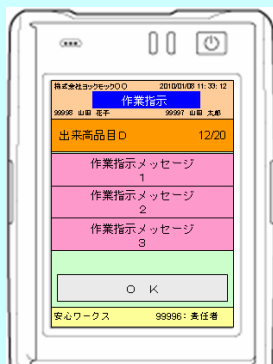 株式会社ヨックモック○○ 2010/01/08 11:33:12
作業指示
99998 山田 花子 99997 山田 太郎
出来高品目D 12/20
作業指示メッセージ
1
作業指示メッセージ
2
作業指示メッセージ
3
OK
安心ワークス 99996:責任者